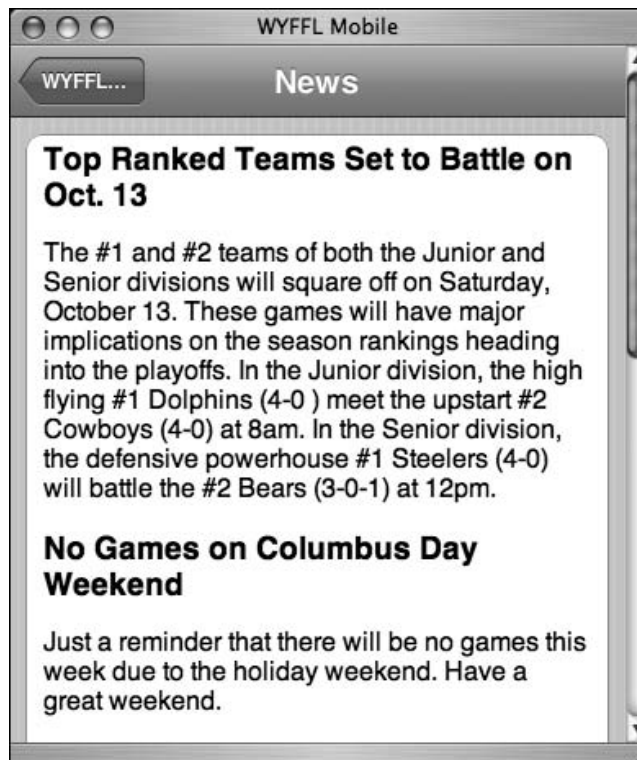 WYFFL Mobile
WYFFL...
News
Top Ranked Teams Set to Battle on
Oct. 13
The #1 and #2 teams of both the Junior and
Senior divisions will square off on Saturday,
October 13. These games will have major
implications on the season rankings heading
into the playoffs. In the Junior division, the high
flying #1 Dolphins (4-0 ) meet the upstart #2
Cowboys (4-0) at 8am. In the Senior division,
the defensive powerhouse #1 Steelers (4-0)
will battle the #2 Bears (3-0-1) at 12pm.
No Games on Columbus Day
Weekend
Just a reminder that there will be no games this
week due to the holiday weekend. Have a
great weekend.